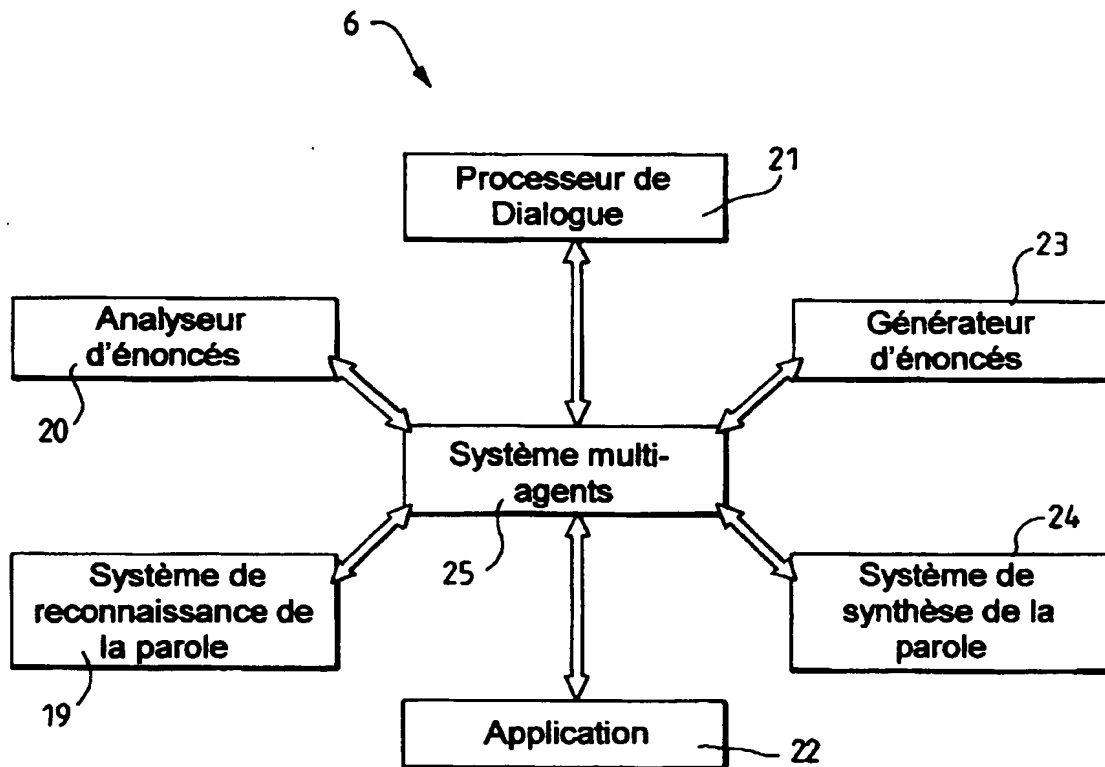 6
Processeur de
Dialogue
21
Analyseur
d'énoncés
20
Générateur
d'énoncés
23
Système multi-
agents
25
Système de
reconnaissance de
la parole
19
Système de
synthèse de la
parole
24
Application
22